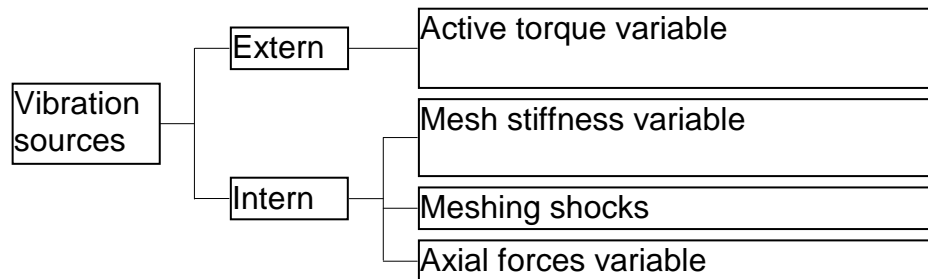 Vibration
sources
Extern
Active torque variable
Intern
Mesh stiffness variable
Meshing shocks
Axial forces variable